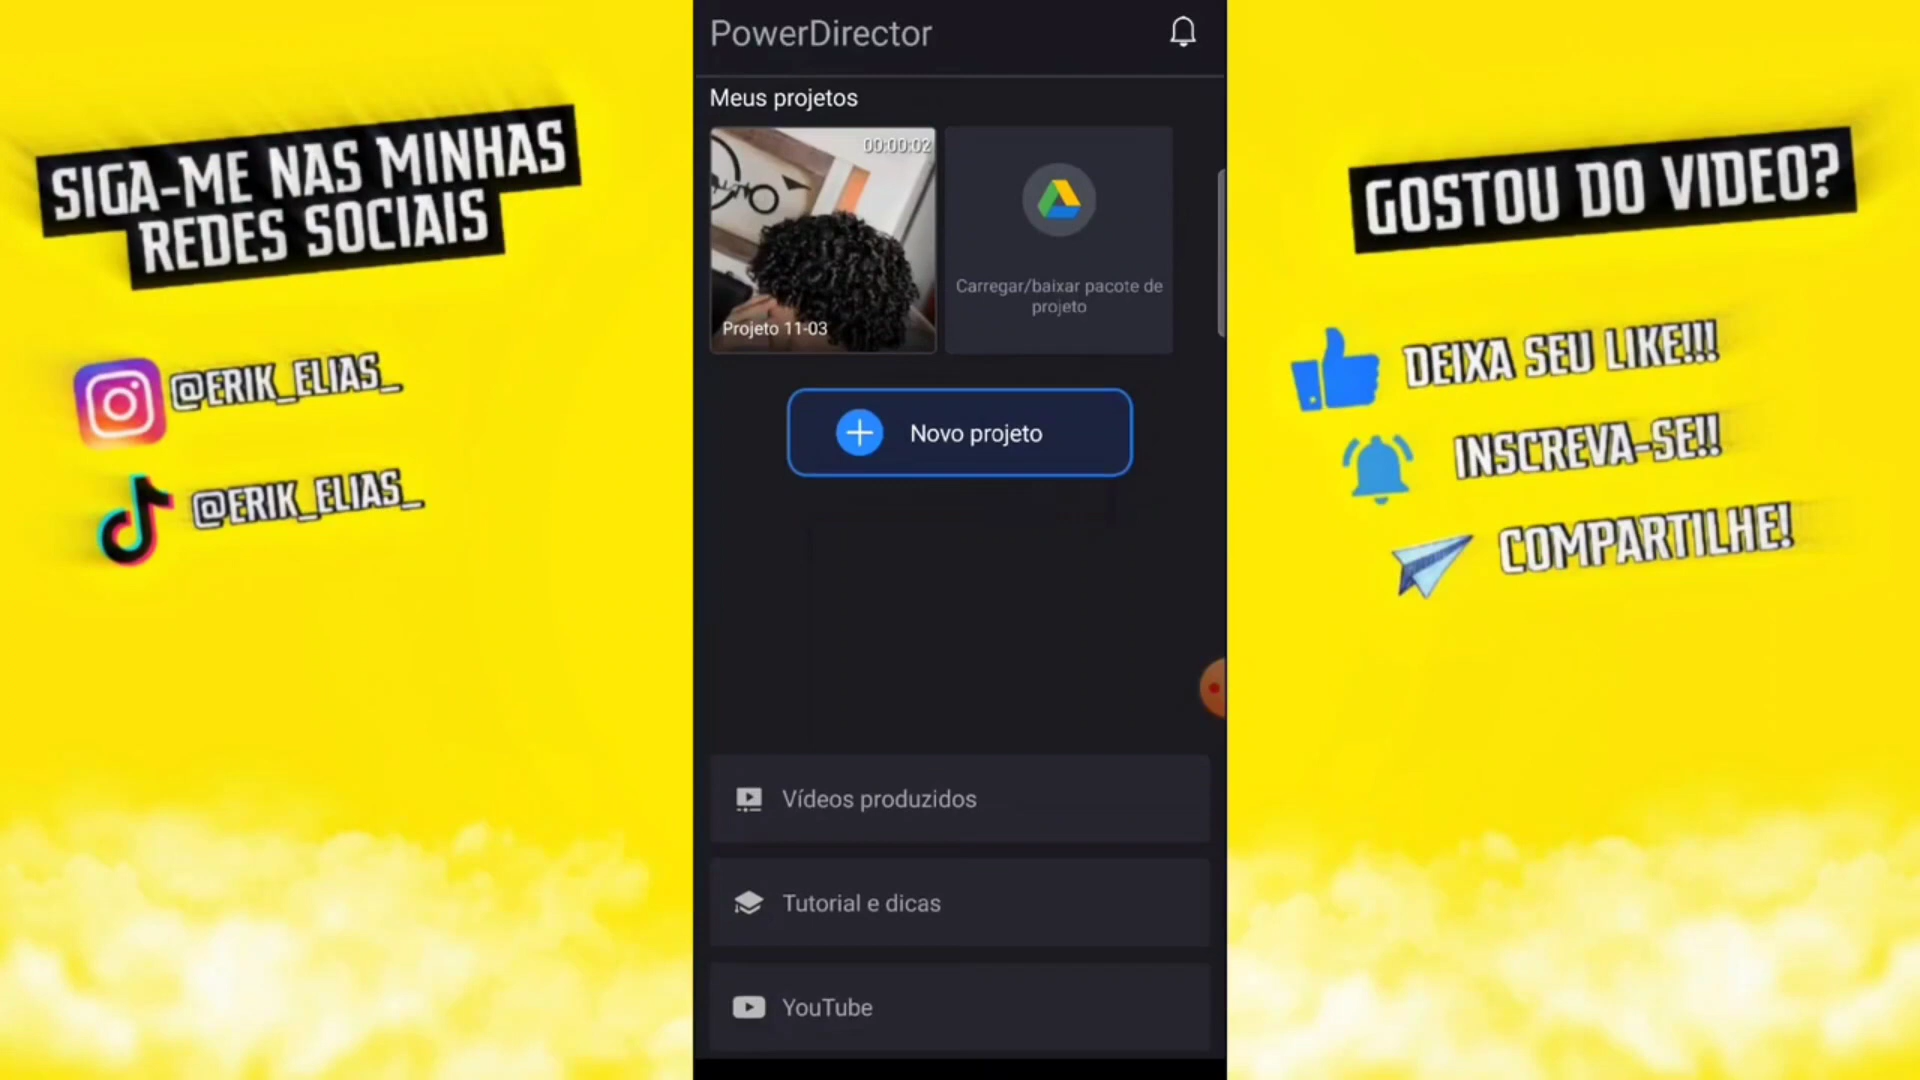 SIGA-ME NAS MINHAS
REDES SOCIAIS
@ERIK_ELIAS_
@ERIK_ELIAS_
PowerDirector
Meus projetos
00:00:02
Projeto 11-03
Carregar/baixar pacote de
projeto
Novo projeto
Vídeos produzidos
Tutorial e dicas
YouTube
GOSTOU DO VIDEO?
DEIXA SEU LIKE!!!
INSCREVA-SE!!
COMPARTILHE!